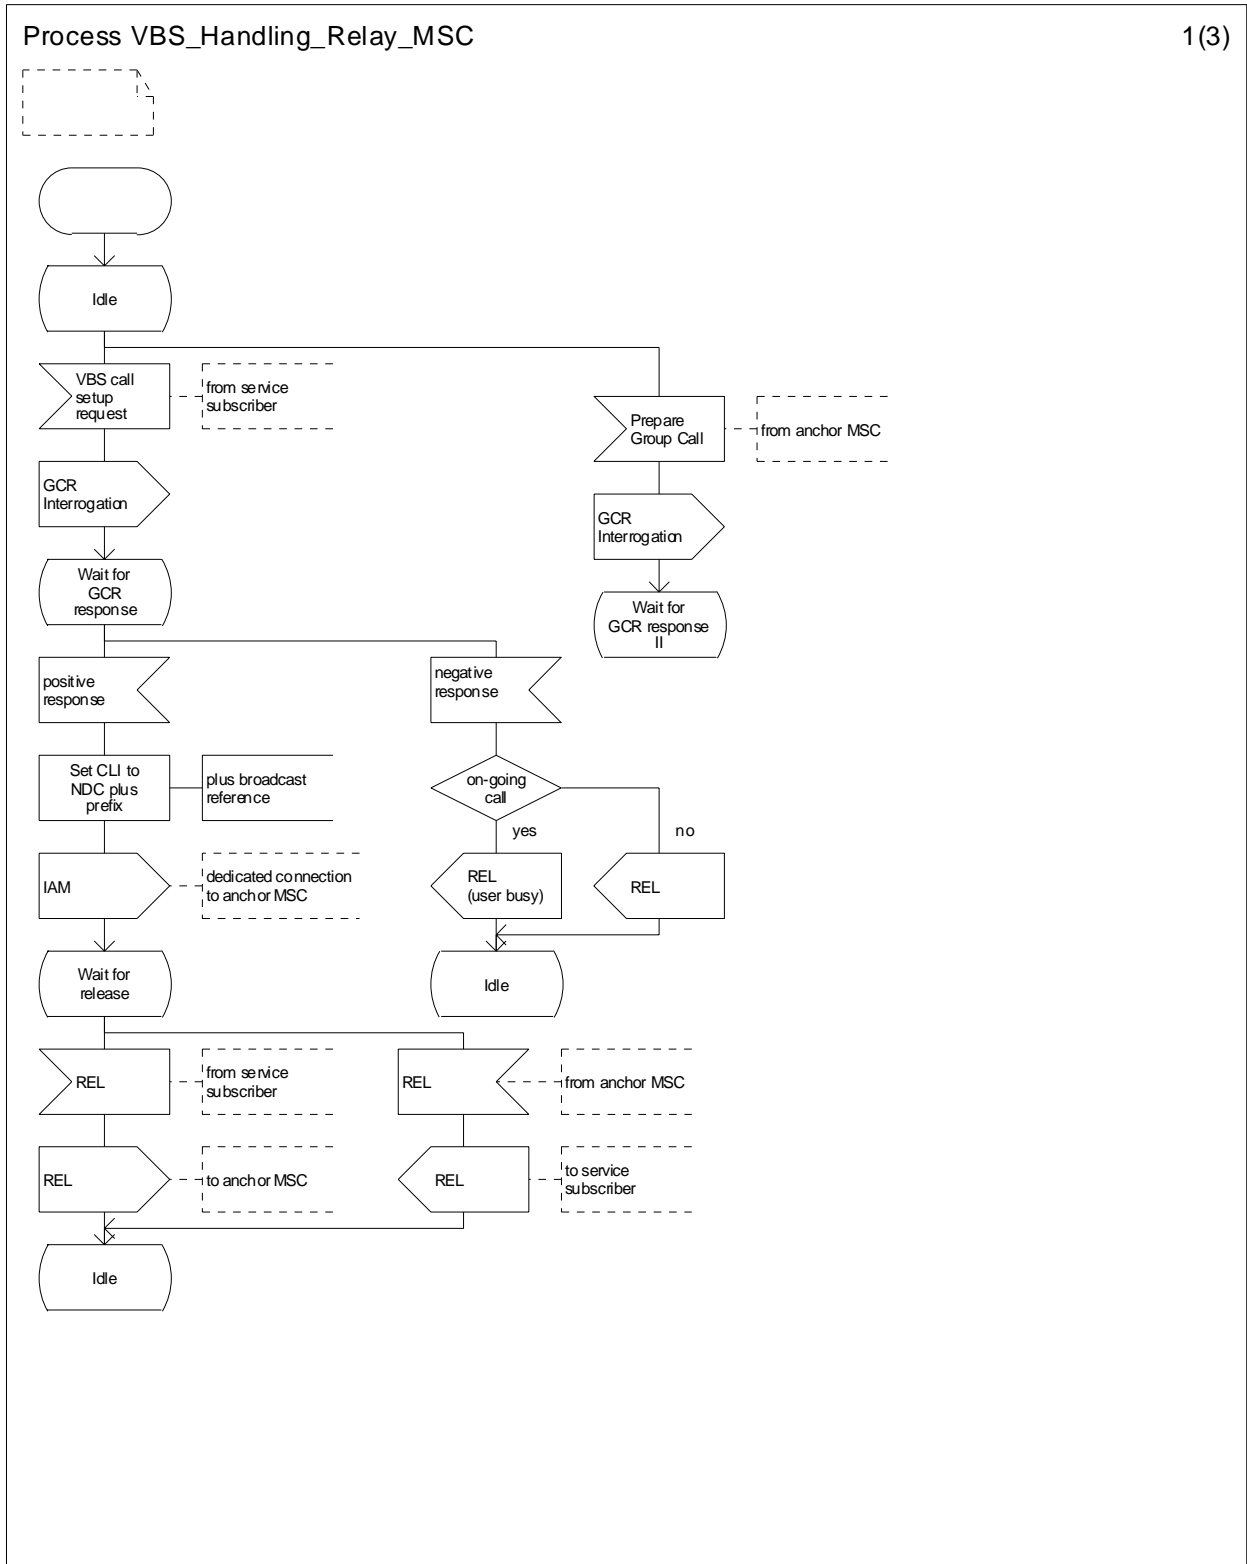 Process VBS_Handling_Relay_MSC
1(3)
Idle
VBS call
setup
request
from service
subscriber
Prepare
Group Call
from anchor MSC
GCR
Interrogation
GCR
Interrogation
Wait for
GCR
response
Wait for
GCR response
II
positive
response
negative
response
Set CLI to
NDC plus
prefix
plus broadcast
reference
on-going
call
yes
no
IAM
dedicated connection
to anchor MSC
REL
(user busy)
REL
Wait for
release
Idle
REL
from service
subscriber
REL
from anchor MSC
REL
to anchor MSC
REL
to service
subscriber
Idle